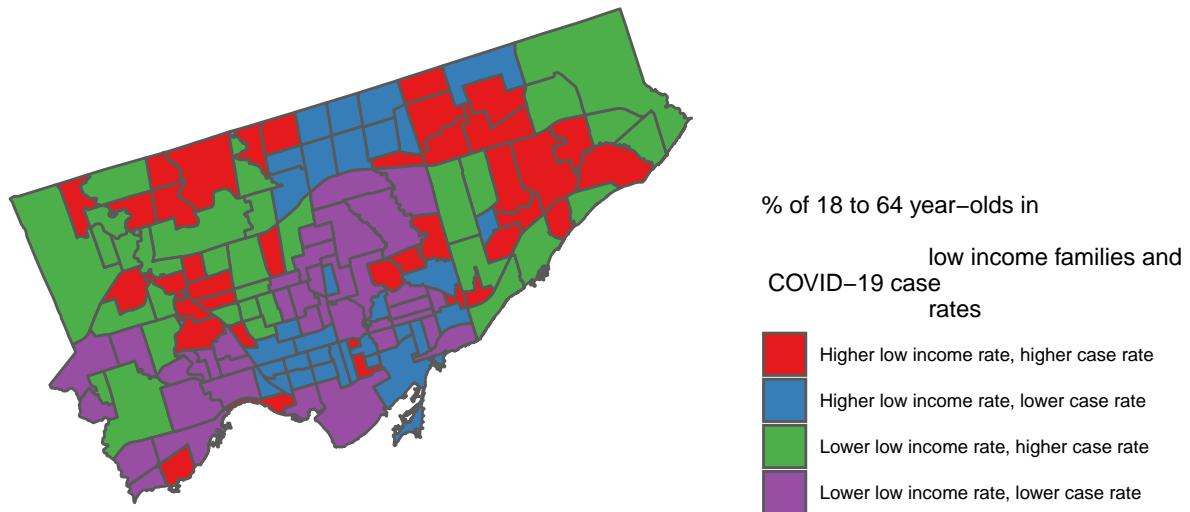 % of 18 to 64 year−olds in
low income families and
COVID−19 case
rates
Higher low income rate, higher case rate
Higher low income rate, lower case rate
Lower low income rate, higher case rate
Lower low income rate, lower case rate